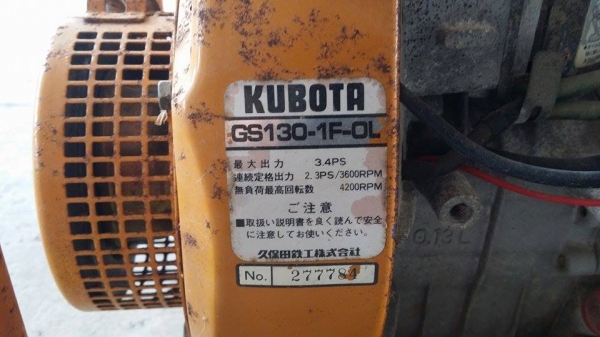 KUBOTA
GS130-1F-OL
最大出力 3.4PS
連続定格出力 2.3PS/3600RPM
無負荷最高回転数 4200RPM
ご注意
■取扱い説明書を良く読んで安全
に注意してお使いください。
久保田鉄工株式会社
No. 277784
0.13L